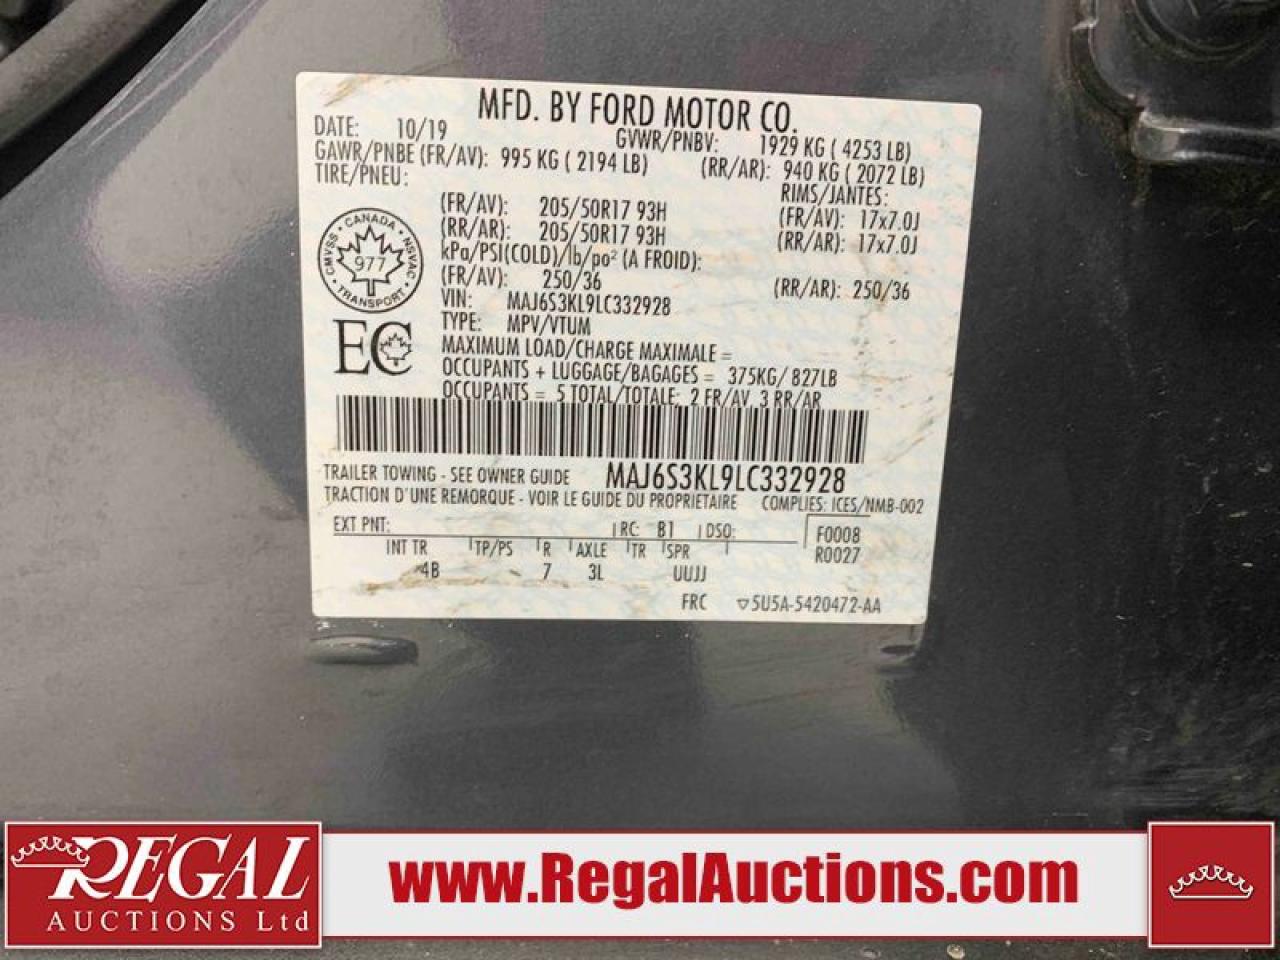 MFD. BY FORD MOTOR CO.
DATE: 10/19 GVWR/PNBV: 1929 KG ( 4253 LB)
GAWR/PNBE (FR/AV): 995 KG ( 2194 LB) (RR/AR): 940 KG ( 2072 LB)
TIRE/PNEU: RIMS/JANTES:
(FR/AV): 205/50R17 93H (FR/AV): 17x7.0J
(RR/AR): 205/50R17 93H (RR/AR): 17x7.0J
kPa/PSI(COLD)/lb/po² (A FROID):
(FR/AV): 250/36 (RR/AR): 250/36
VIN: MAJ6S3KL9LC332928
TYPE: MPV/VTUM
MAXIMUM LOAD/CHARGE MAXIMALE =
OCCUPANTS + LUGGAGE/BAGAGES = 375KG/ 827LB
OCCUPANTS = 5 TOTAL/TOTALE: 2 FR/AV, 3 RR/AR
CANADA
CMVSS · NSVAC
977
TRANSPORT
EC
TRAILER TOWING - SEE OWNER GUIDE MAJ6S3KL9LC332928
TRACTION D'UNE REMORQUE - VOIR LE GUIDE DU PROPRIETAIRE COMPLIES: ICES/NMB-002
EXT PNT: RC: B1 DSO: F0008
R0027
INT TR TP/PS R AXLE TR SPR
4B 7 3L UUJJ
FRC 5U5A-5420472-AA
REGAL
AUCTIONS Ltd
www.RegalAuctions.com